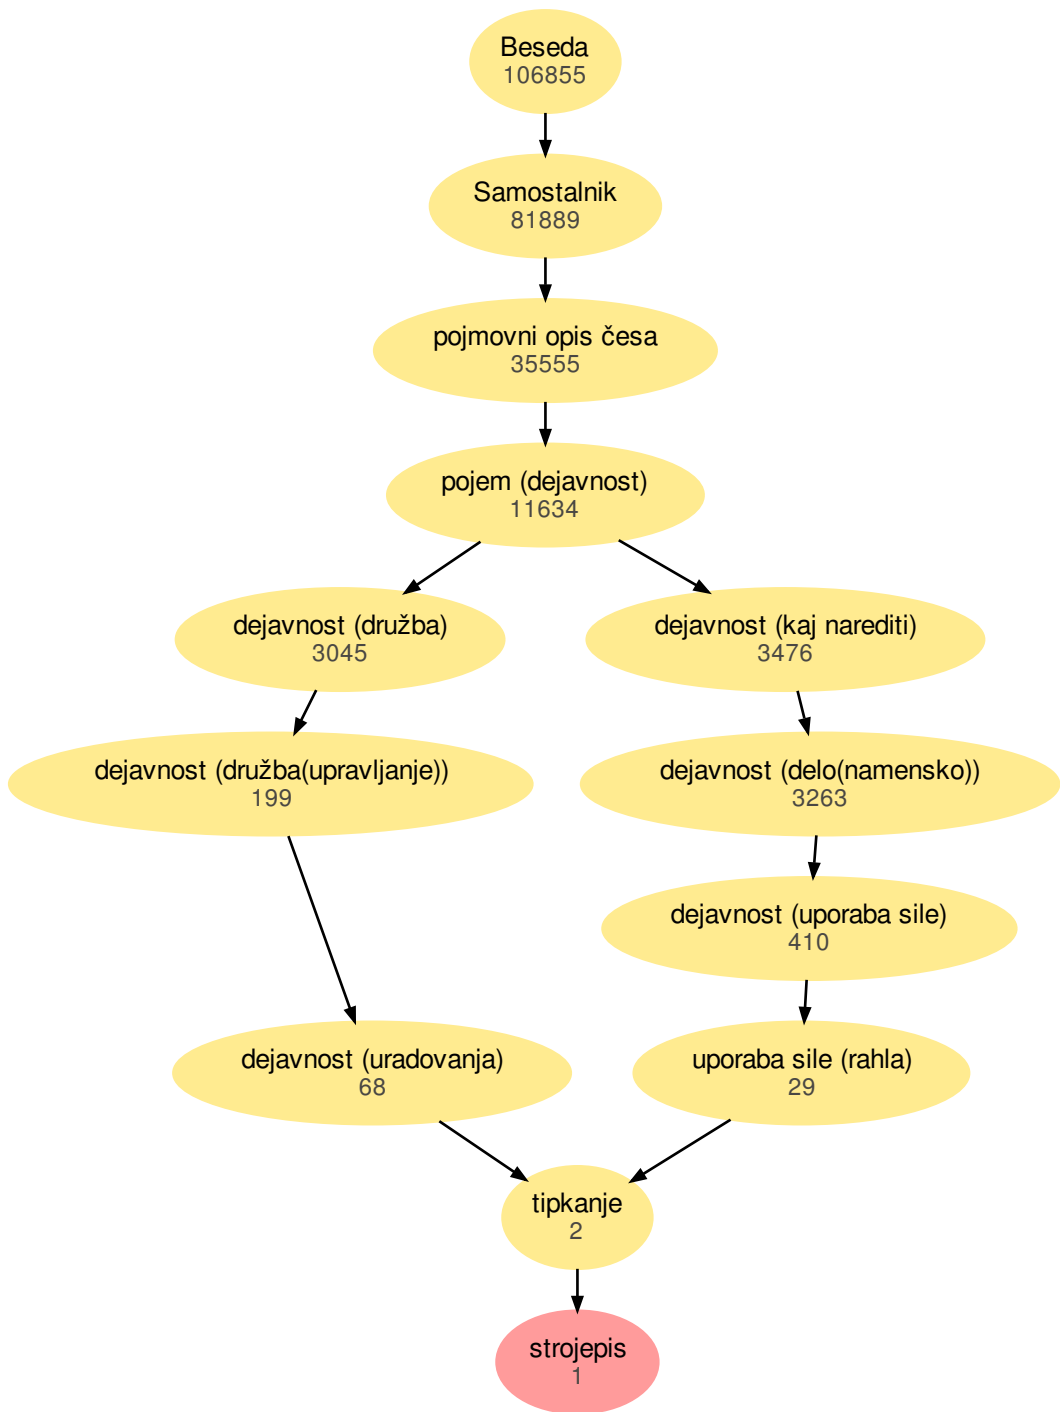 Beseda
106855
Samostalnik
81889
pojmovni opis česa
35555
pojem (dejavnost)
11634
dejavnost (družba)
3045
dejavnost (kaj narediti)
3476
dejavnost (družba(upravljanje))
199
dejavnost (delo(namensko))
3263
dejavnost (uporaba sile)
410
dejavnost (uradovanja)
68
uporaba sile (rahla)
29
tipkanje
2
strojepis
1